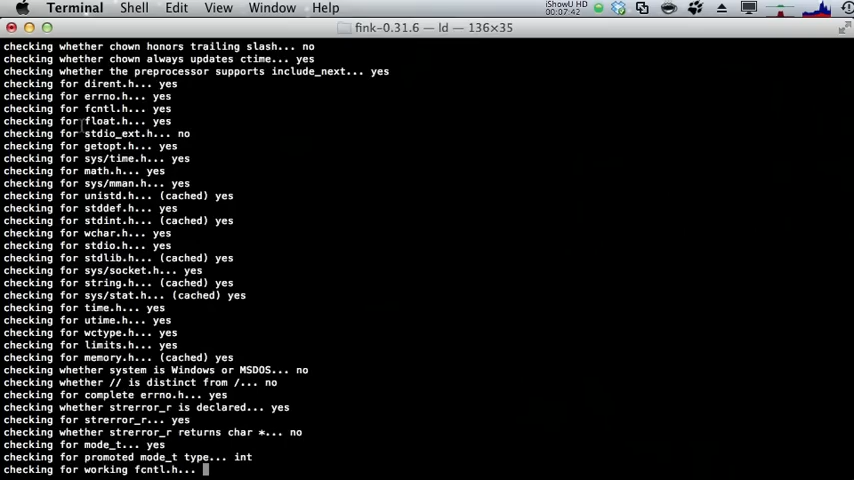 Terminal Shell Edit View Window Help iShowU HD 00:07:42
fink-0.31.6 — ld — 136×35
checking whether chown honors trailing slash... no
checking whether chown always updates ctime... yes
checking whether the preprocessor supports include_next... yes
checking for dirent.h... yes
checking for errno.h... yes
checking for fcntl.h... yes
checking for float.h... yes
checking for stdio_ext.h... no
checking for getopt.h... yes
checking for sys/time.h... yes
checking for math.h... yes
checking for sys/mman.h... yes
checking for unistd.h... (cached) yes
checking for stddef.h... yes
checking for stdint.h... (cached) yes
checking for wchar.h... yes
checking for stdio.h... yes
checking for stdlib.h... (cached) yes
checking for sys/socket.h... yes
checking for string.h... (cached) yes
checking for sys/stat.h... (cached) yes
checking for time.h... yes
checking for utime.h... yes
checking for wctype.h... yes
checking for limits.h... yes
checking for memory.h... (cached) yes
checking whether system is Windows or MSDOS... no
checking whether // is distinct from /... no
checking for complete errno.h... yes
checking whether strerror_r is declared... yes
checking for strerror_r... yes
checking whether strerror_r returns char *... no
checking for mode_t... yes
checking for promoted mode_t type... int
checking for working fcntl.h...